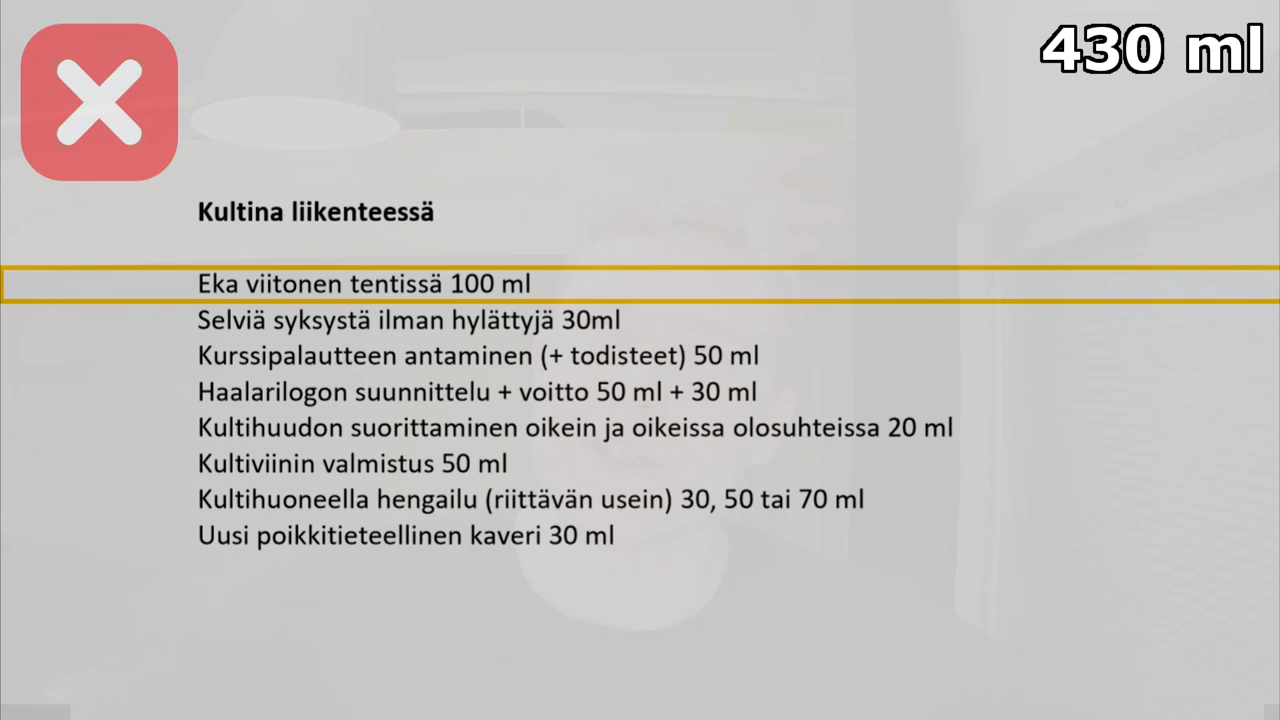 430 ml
Kultina liikenteessä
Eka viitonen tentissä 100 ml
Selviä syksystä ilman hylättyjä 30ml
Kurssipalautteen antaminen (+ todisteet) 50 ml
Haalarilogon suunnittelu + voitto 50 ml + 30 ml
Kultihuudon suorittaminen oikein ja oikeissa olosuhteissa 20 ml
Kultiviinin valmistus 50 ml
Kultihuoneella hengailu (riittävän usein) 30, 50 tai 70 ml
Uusi poikkitieteellinen kaveri 30 ml